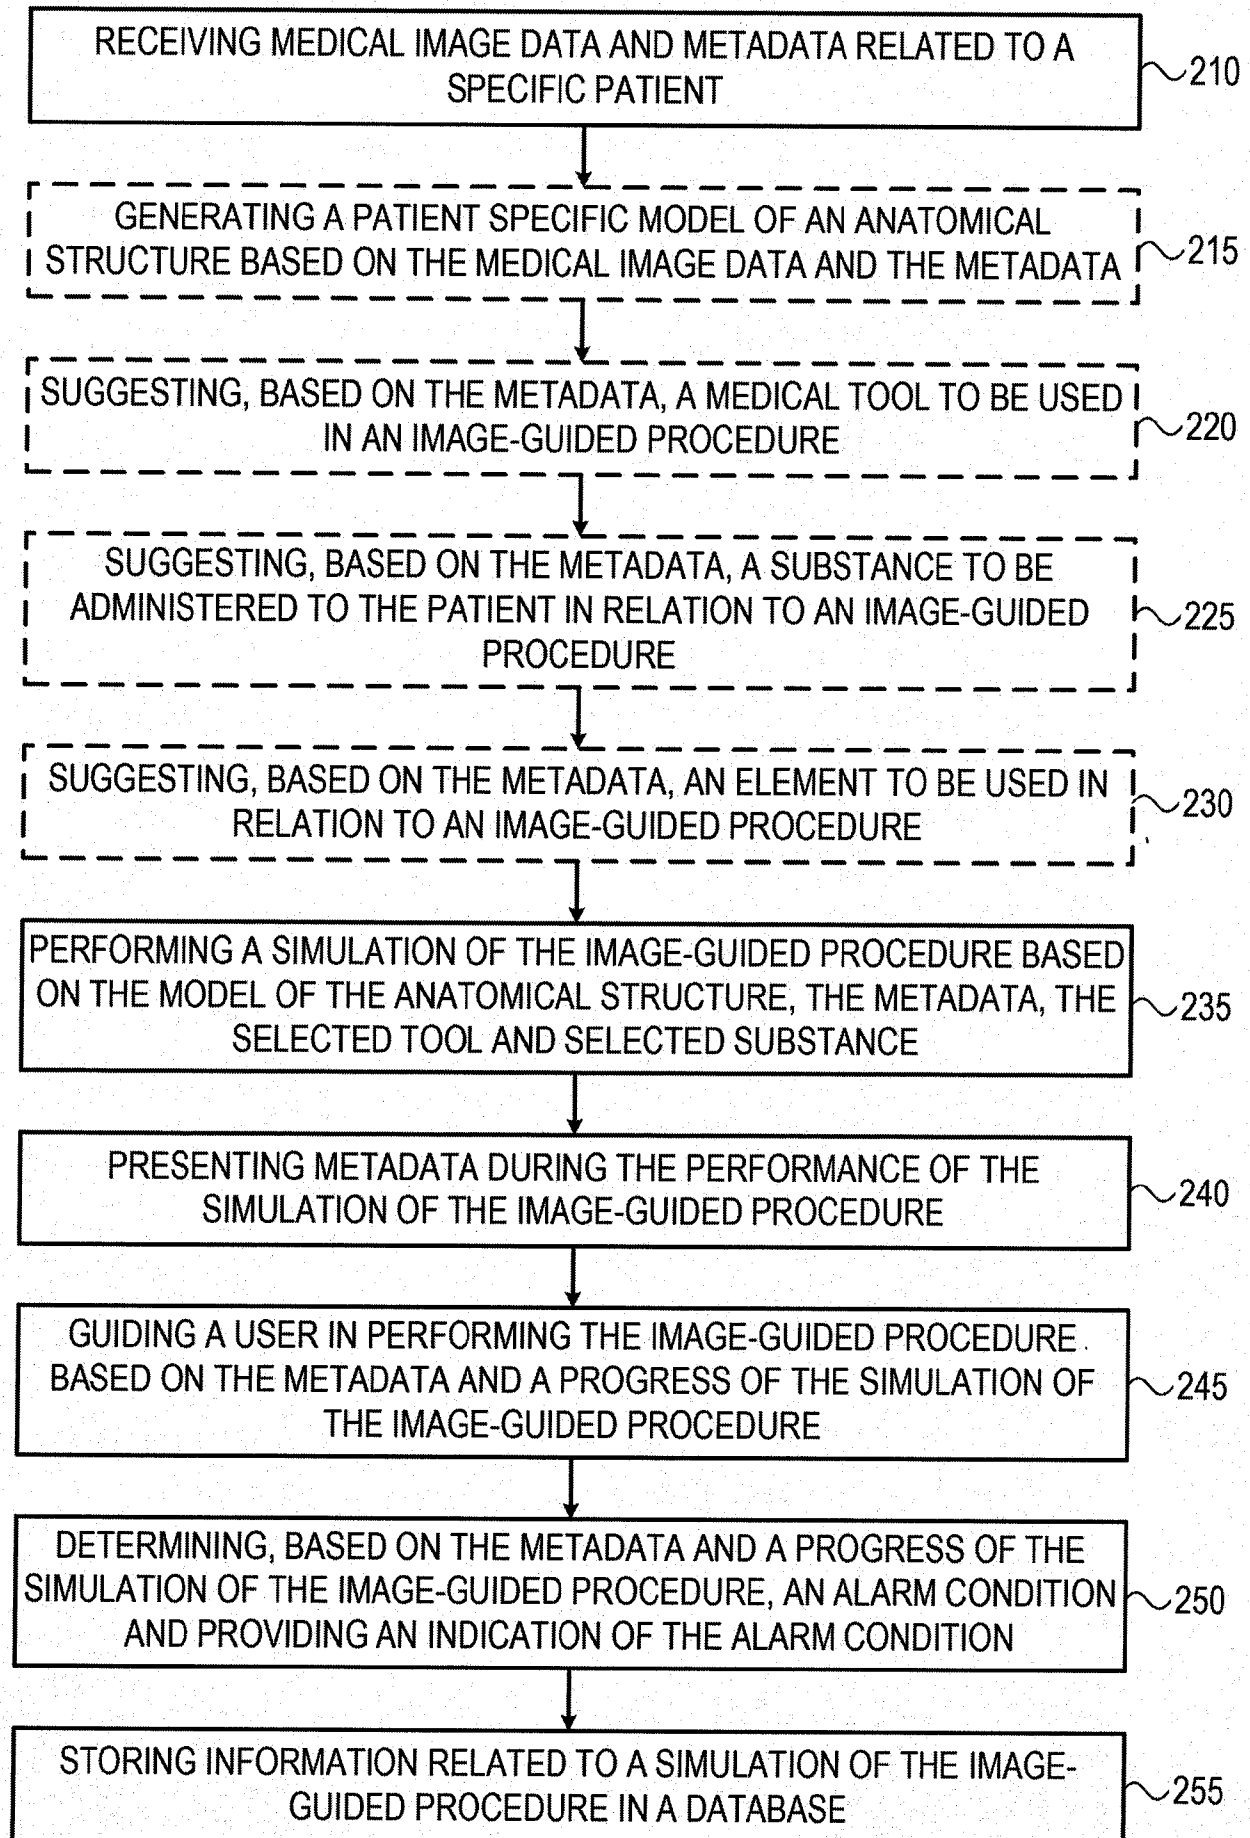 RECEIVING MEDICAL IMAGE DATA AND METADATA RELATED TO A
SPECIFIC PATIENT
210
GENERATING A PATIENT SPECIFIC MODEL OF AN ANATOMICAL
STRUCTURE BASED ON THE MEDICAL IMAGE DATA AND THE METADATA
215
SUGGESTING, BASED ON THE METADATA, A MEDICAL TOOL TO BE USED
IN AN IMAGE-GUIDED PROCEDURE
220
SUGGESTING, BASED ON THE METADATA, A SUBSTANCE TO BE
ADMINISTERED TO THE PATIENT IN RELATION TO AN IMAGE-GUIDED
PROCEDURE
225
SUGGESTING, BASED ON THE METADATA, AN ELEMENT TO BE USED IN
RELATION TO AN IMAGE-GUIDED PROCEDURE
230
PERFORMING A SIMULATION OF THE IMAGE-GUIDED PROCEDURE BASED
ON THE MODEL OF THE ANATOMICAL STRUCTURE, THE METADATA, THE
SELECTED TOOL AND SELECTED SUBSTANCE
235
PRESENTING METADATA DURING THE PERFORMANCE OF THE
SIMULATION OF THE IMAGE-GUIDED PROCEDURE
240
GUIDING A USER IN PERFORMING THE IMAGE-GUIDED PROCEDURE
BASED ON THE METADATA AND A PROGRESS OF THE SIMULATION OF
THE IMAGE-GUIDED PROCEDURE
245
DETERMINING, BASED ON THE METADATA AND A PROGRESS OF THE
SIMULATION OF THE IMAGE-GUIDED PROCEDURE, AN ALARM CONDITION
AND PROVIDING AN INDICATION OF THE ALARM CONDITION
250
STORING INFORMATION RELATED TO A SIMULATION OF THE IMAGE-
GUIDED PROCEDURE IN A DATABASE
255